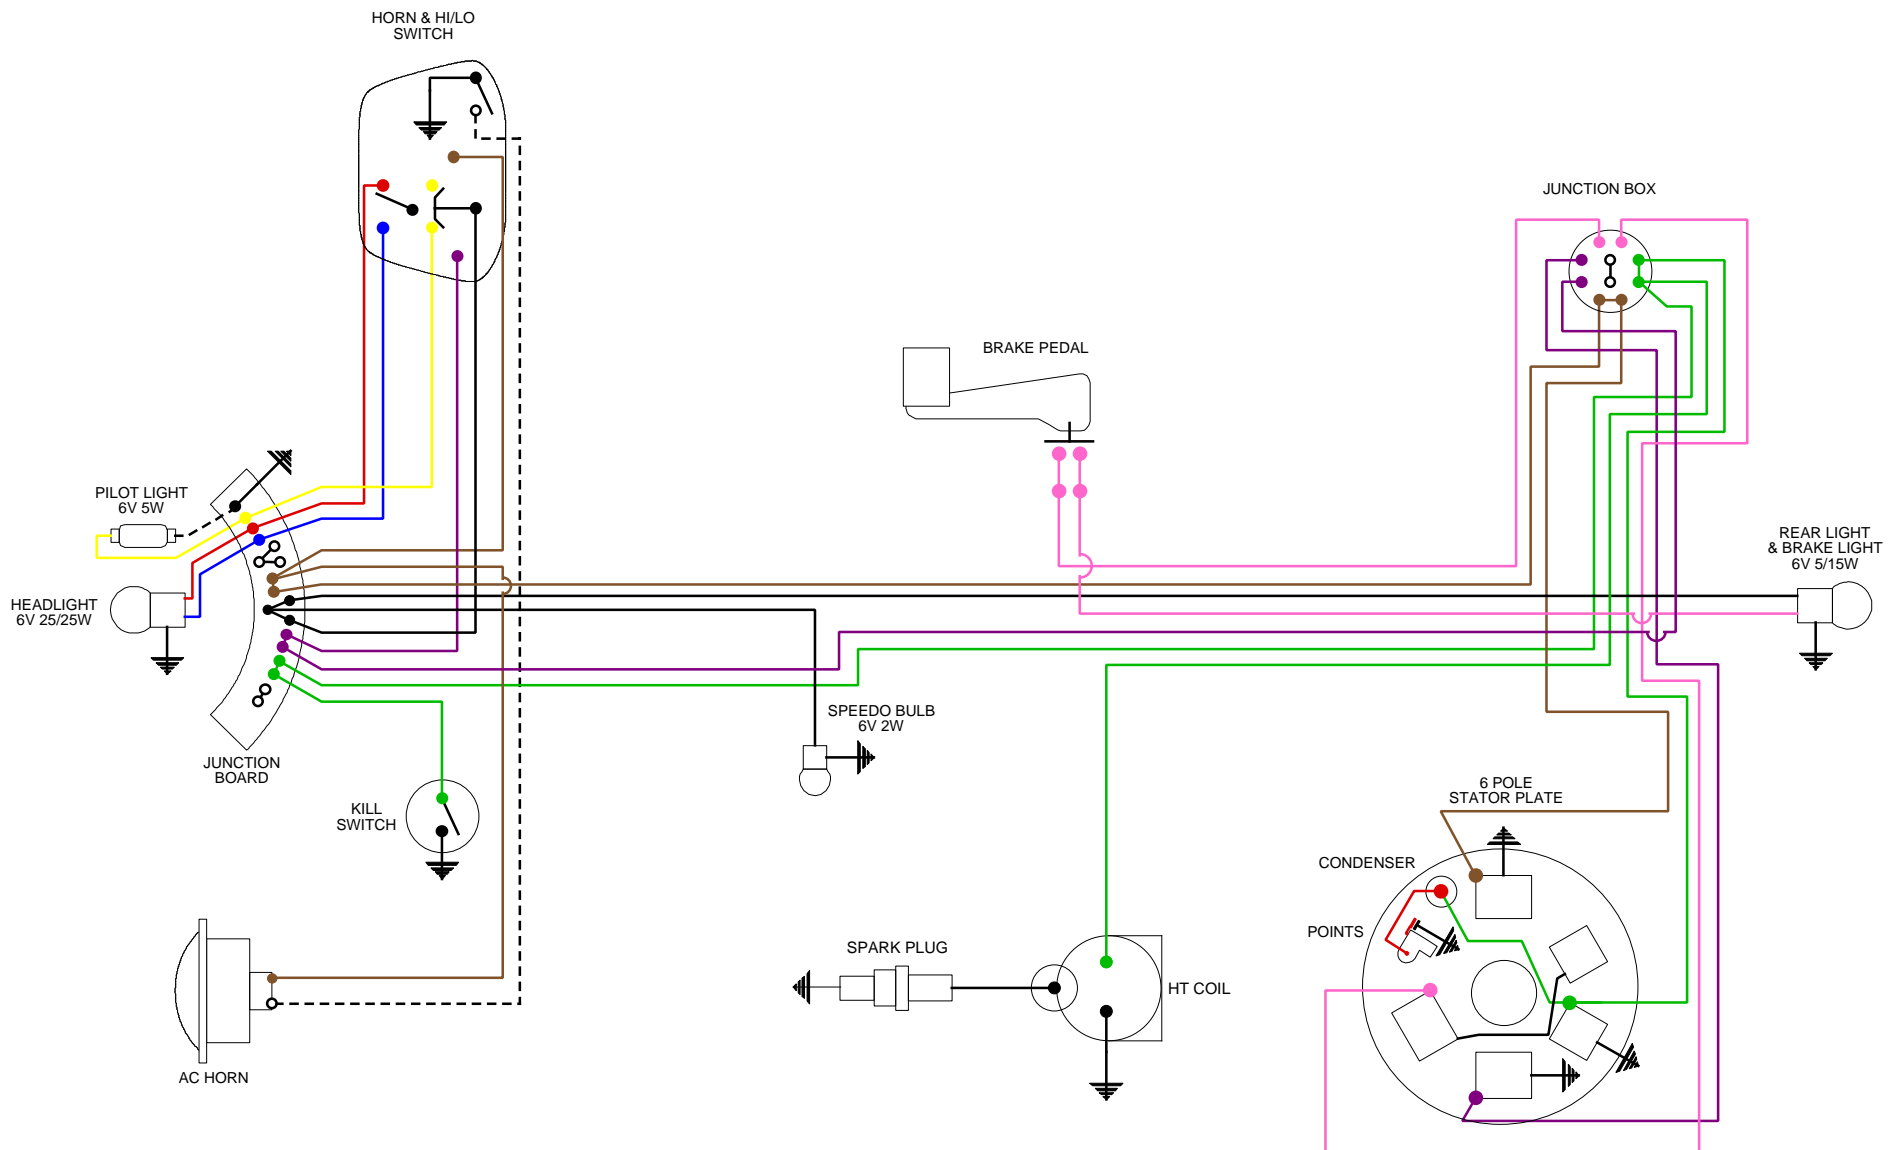 HORN & HI/LO
SWITCH
JUNCTION BOX
BRAKE PEDAL
PILOT LIGHT
6V 5W
REAR LIGHT
& BRAKE LIGHT
6V 5/15W
HEADLIGHT
6V 25/25W
SPEEDO BULB
6V 2W
JUNCTION
BOARD
6 POLE
STATOR PLATE
KILL
SWITCH
CONDENSER
POINTS
SPARK PLUG
HT COIL
AC HORN